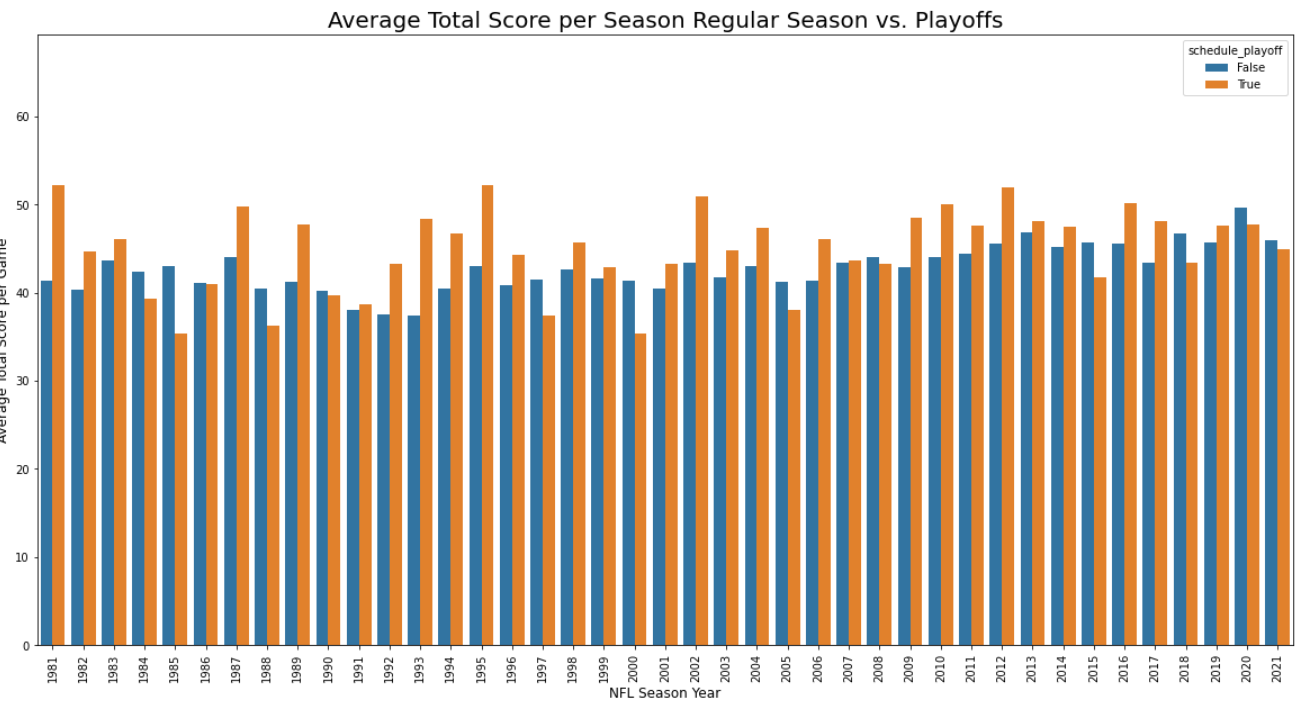 Average Total Score per Season Regular Season vs. Playoffs
schedule_playoff
False
True
60
50
40
30
20
10
0
Average Total Score per Game
1981 1982 1983 1984 1985 1986 1987 1988 1989 1990 1991 1992 1993 1994 1995 1996 1997 1998 1999 2000 2001 2002 2003 2004 2005 2006 2007 2008 2009 2010 2011 2012 2013 2014 2015 2016 2017 2018 2019 2020 2021
NFL Season Year